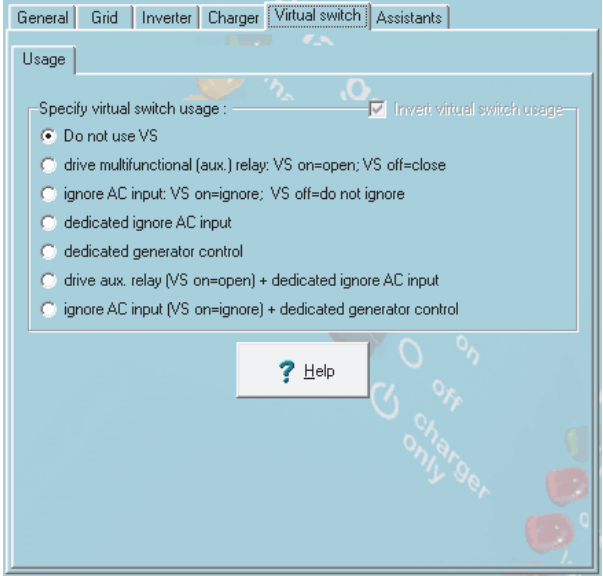 General Grid Inverter Charger Virtual switch Assistants
Usage
Specify virtual switch usage : Invert virtual switch usage
Do not use VS
drive multifunctional (aux.) relay: VS on=open; VS off=close
ignore AC input: VS on=ignore; VS off=do not ignore
dedicated ignore AC input
dedicated generator control
drive aux. relay (VS on=open) + dedicated ignore AC input
ignore AC input (VS on=ignore) + dedicated generator control
? Help
on
off
charger
only